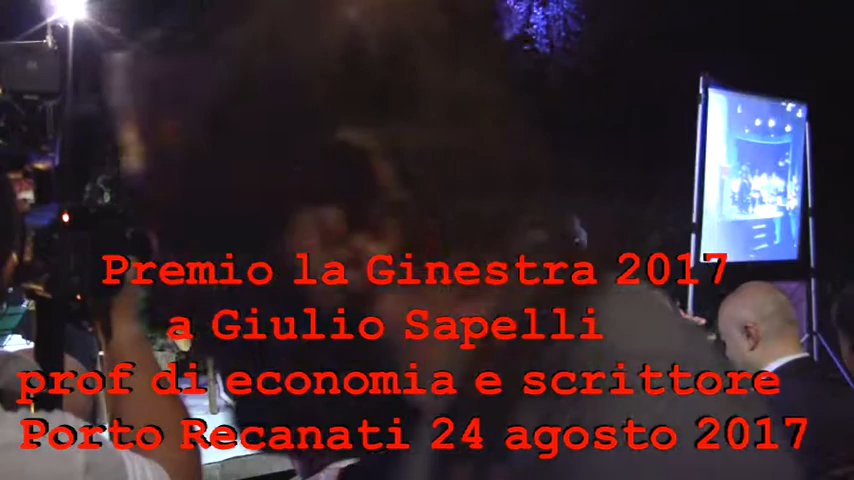 Premio la Ginestra 2017
a Giulio Sapelli
prof di economia e scrittore
Porto Recanati 24 agosto 2017